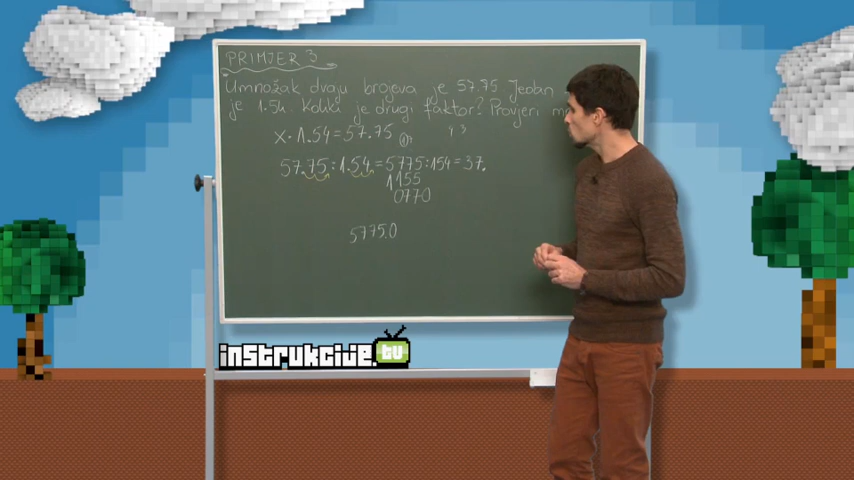 PRIMJER 3
Umnožak dvaju brojeva je 57.75 Jedan
je 1.54. Koliki je drugi faktor? Provjeri m
x · 1.54 = 57.75
57.75 : 1.54 = 5775 : 154 = 37.
1155
0770
5775.0
instrukcije.tv